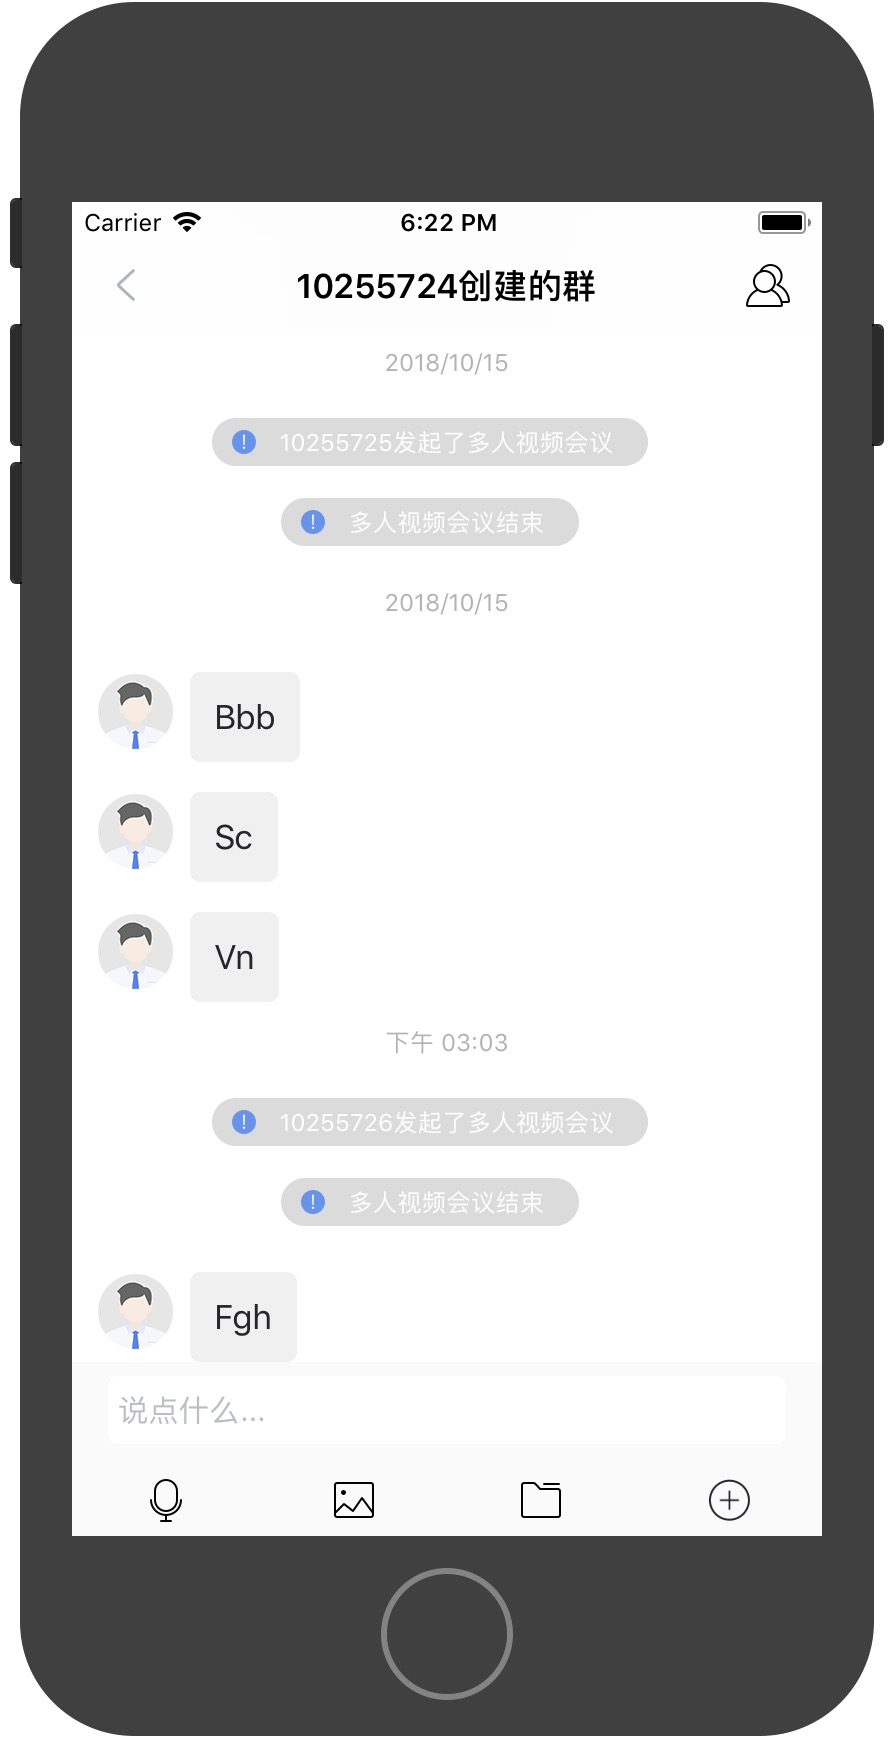 Carrier 6:22 PM
10255724创建的群
2018/10/15
10255725发起了多人视频会议
多人视频会议结束
2018/10/15
Bbb
Sc
Vn
下午 03:03
10255726发起了多人视频会议
多人视频会议结束
Fgh
说点什么...